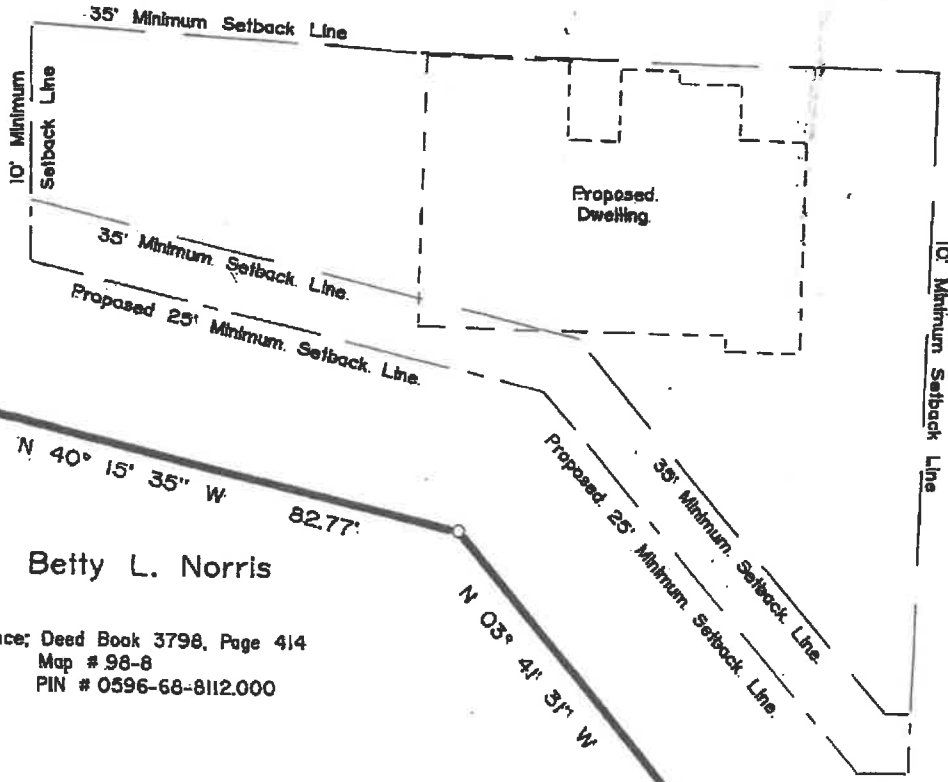 35' Minimum Setback Line
10' Minimum
Setback Line
Proposed.
Dwelling.
35' Minimum. Setback. Line.
10' Minimum Setback Line
Proposed 25' Minimum. Setback. Line.
N 40° 15' 35" W
82.77'
35' Minimum. Setback. Line.
Proposed. 25' Minimum. Setback. Line.
Betty L. Norris
N 03° 41' 31" W
Deed Book 3798, Page 414
Map # 98-8
PIN # 0596-68-8112.000